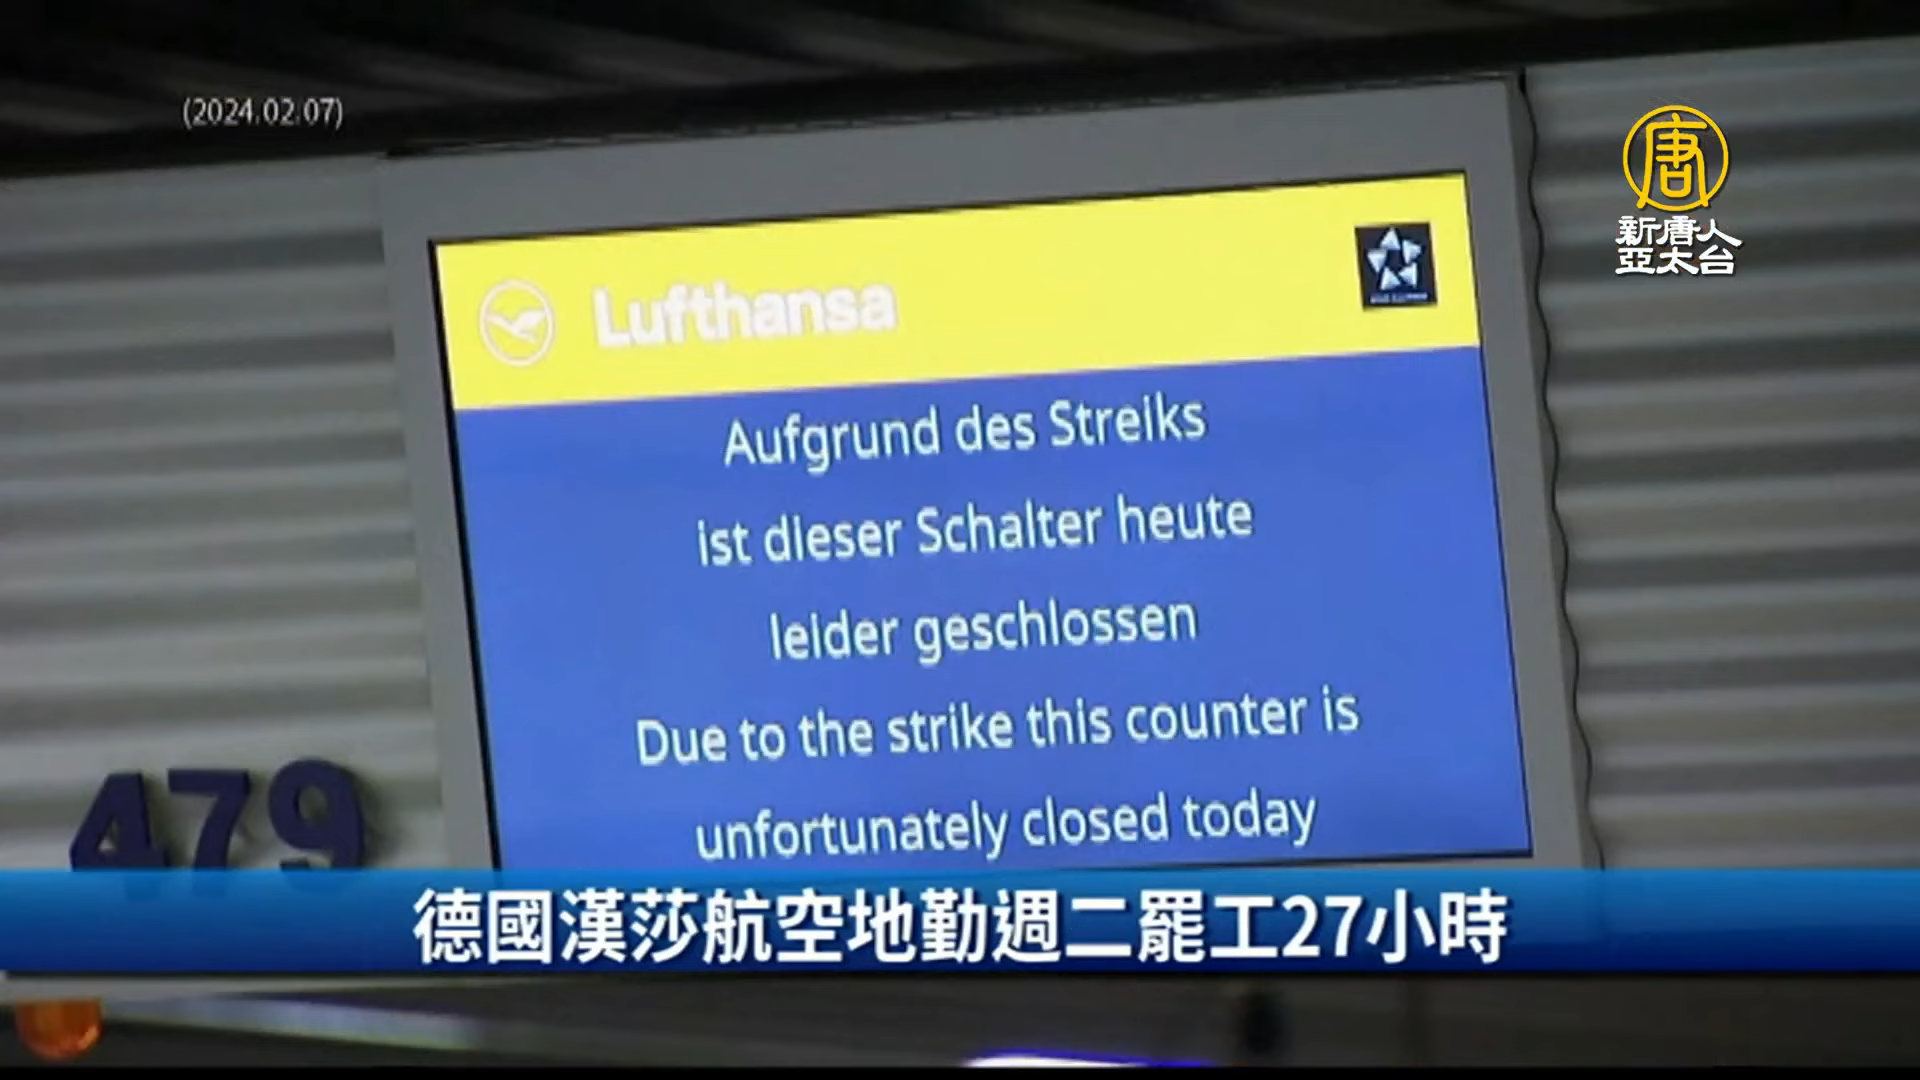 (2024.02.07)
唐
新唐人
亞太台
Lufthansa
Aufgrund des Streiks
ist dieser Schalter heute
leider geschlossen
Due to the strike this counter is
unfortunately closed today
479
德國漢莎航空地勤週二罷工27小時